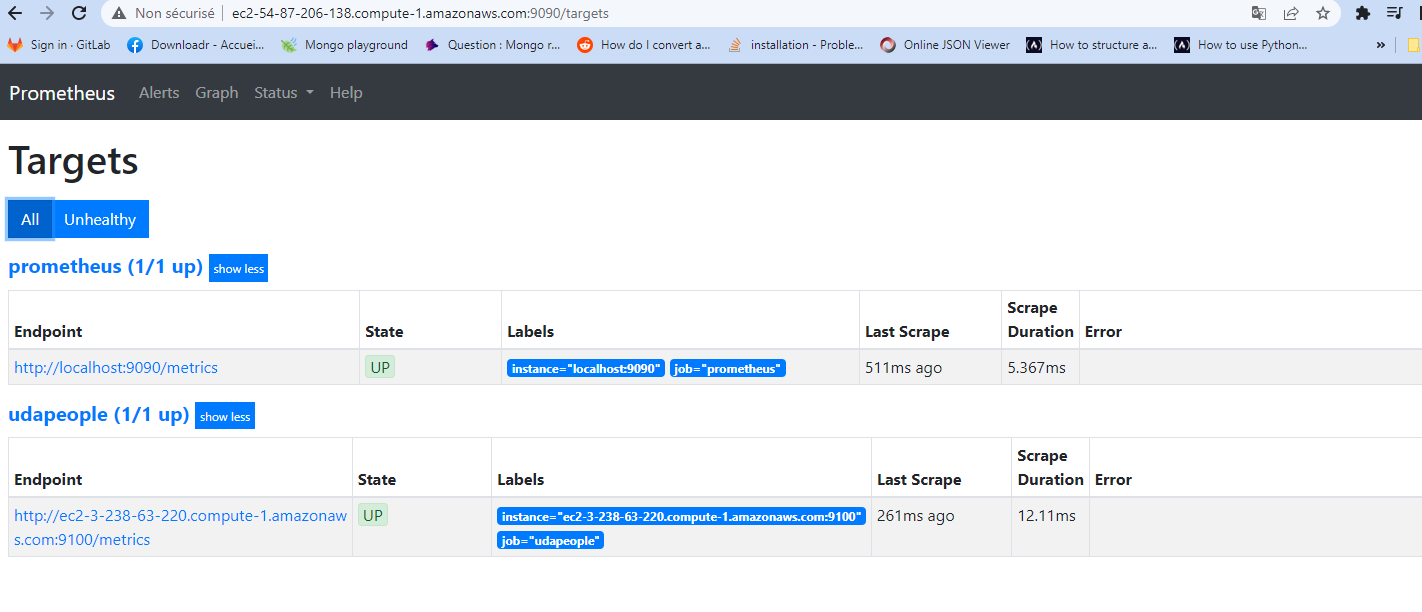 Non sécurisé ec2-54-87-206-138.compute-1.amazonaws.com:9090/targets
Sign in · GitLab Downloadr - Accuei... Mongo playground Question : Mongo r... How do I convert a... installation - Proble... Online JSON Viewer How to structure a... How to use Python... »
Prometheus Alerts Graph Status Help
Targets
All Unhealthy
prometheus (1/1 up) show less
Endpoint State Labels Last Scrape Scrape Duration Error
http://localhost:9090/metrics UP instance="localhost:9090" job="prometheus" 511ms ago 5.367ms
udapeople (1/1 up) show less
Endpoint State Labels Last Scrape Scrape Duration Error
http://ec2-3-238-63-220.compute-1.amazonaw UP instance="ec2-3-238-63-220.compute-1.amazonaws.com:9100" 261ms ago 12.11ms
s.com:9100/metrics job="udapeople"